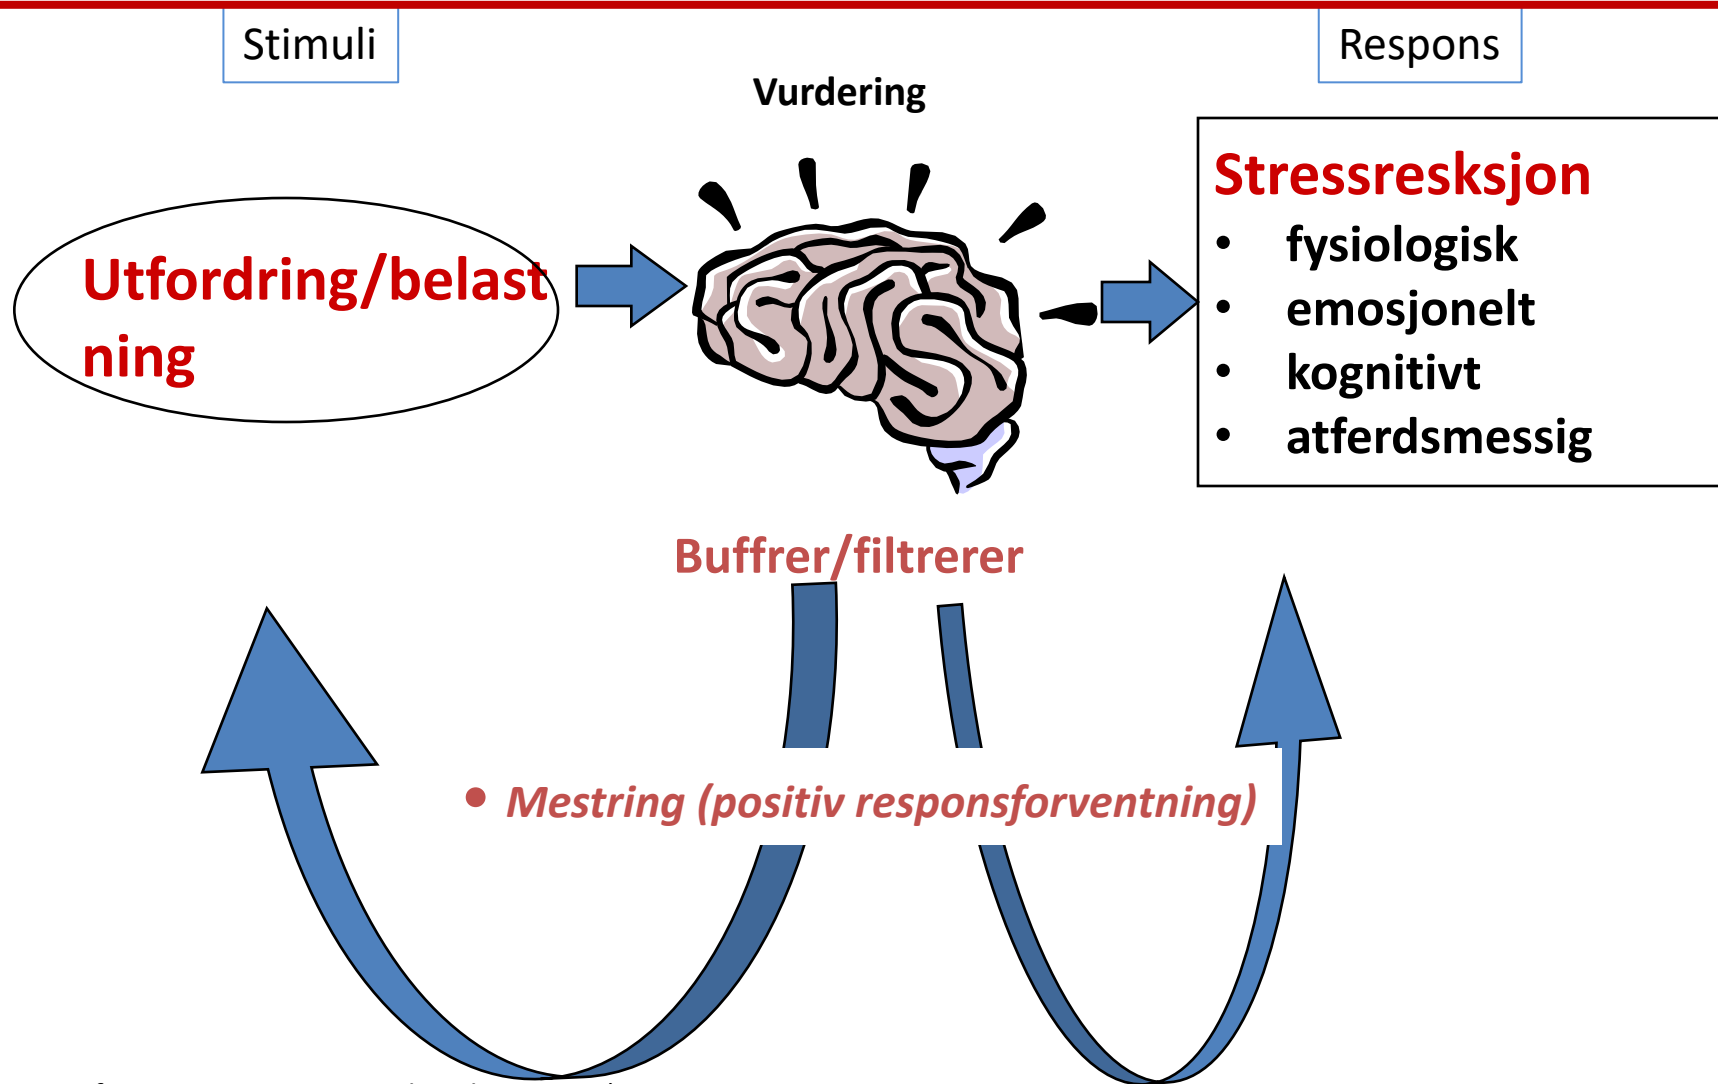 Stimuli
Respons
Vurdering
Stressresksjon
• fysiologisk
• emosjonelt
• kognitivt
• atferdsmessig
Utfordring/belast
ning
Buffrer/filtrerer
• Mestring (positiv responsforventning)